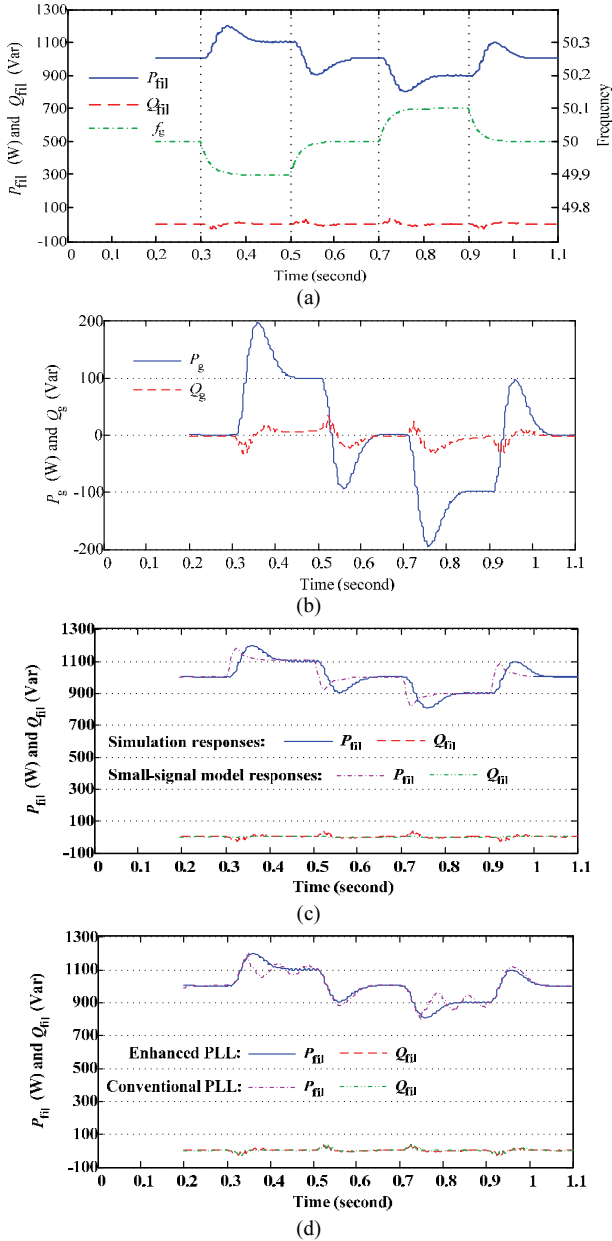 1300
1100
900
700
500
300
100
-100
P_fil (W) and Q_fil (Var)
P_fil
Q_fil
f_g
50.3
50.2
50.1
50
49.9
49.8
Frequency
0 0.1 0.2 0.3 0.4 0.5 0.6 0.7 0.8 0.9 1 1.1
Time (second)
(a)
200
100
0
-100
-200
P_g (W) and Q_g (Var)
P_g
Q_g
0 0.1 0.2 0.3 0.4 0.5 0.6 0.7 0.8 0.9 1 1.1
Time (second)
(b)
1300
1100
900
700
500
300
100
-100
P_fil (W) and Q_fil (Var)
Simulation responses: P_fil Q_fil
Small-signal model responses: P_fil Q_fil
0 0.1 0.2 0.3 0.4 0.5 0.6 0.7 0.8 0.9 1 1.1
Time (second)
(c)
1300
1100
900
700
500
300
100
-100
P_fil (W) and Q_fil (Var)
Enhanced PLL: P_fil Q_fil
Conventional PLL: P_fil Q_fil
0 0.1 0.2 0.3 0.4 0.5 0.6 0.7 0.8 0.9 1 1.1
Time (second)
(d)